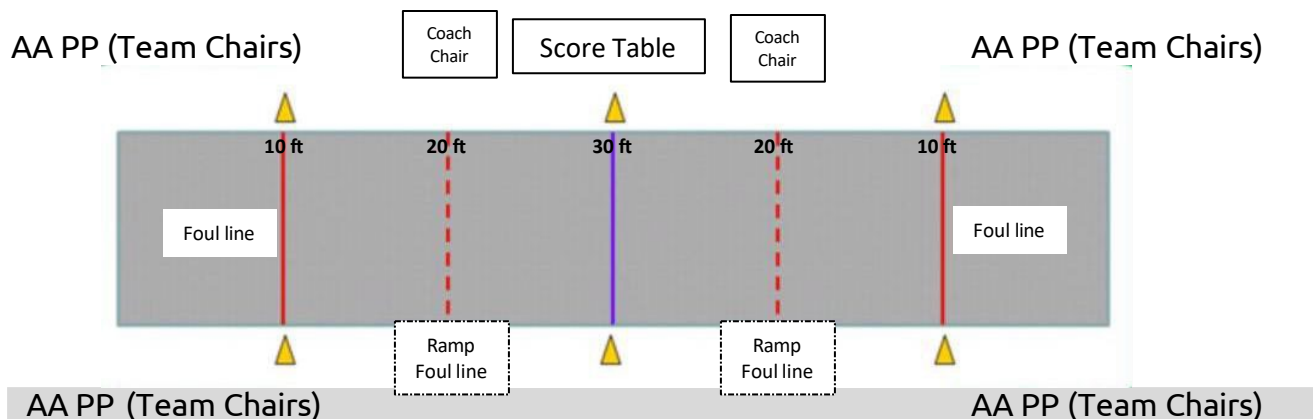 AA PP (Team Chairs)
Coach
Chair
Score Table
Coach
Chair
AA PP (Team Chairs)
10 ft
20 ft
30 ft
20 ft
10 ft
Foul line
Foul line
Ramp
Foul line
Ramp
Foul line
AA PP (Team Chairs)
AA PP (Team Chairs)